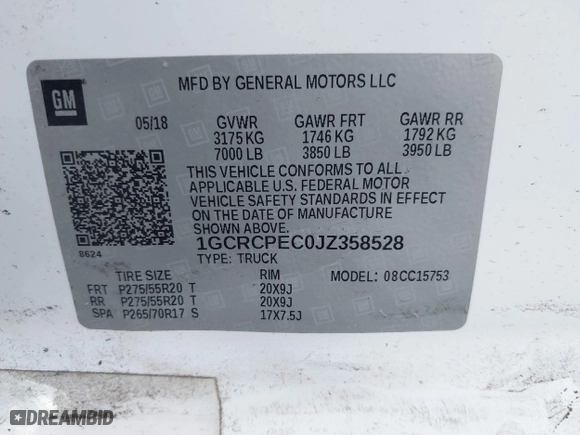 GM
MFD BY GENERAL MOTORS LLC
05/18 GVWR GAWR FRT GAWR RR
3175 KG 1746 KG 1792 KG
7000 LB 3850 LB 3950 LB
THIS VEHICLE CONFORMS TO ALL
APPLICABLE U.S. FEDERAL MOTOR
VEHICLE SAFETY STANDARDS IN EFFECT
ON THE DATE OF MANUFACTURE
SHOWN ABOVE.
8624 1GCRCPEC0JZ358528
TYPE: TRUCK
TIRE SIZE RIM MODEL: 08CC15753
FRT P275/55R20 T 20X9J
RR P275/55R20 T 20X9J
SPA P265/70R17 S 17X7.5J
DREAMBID